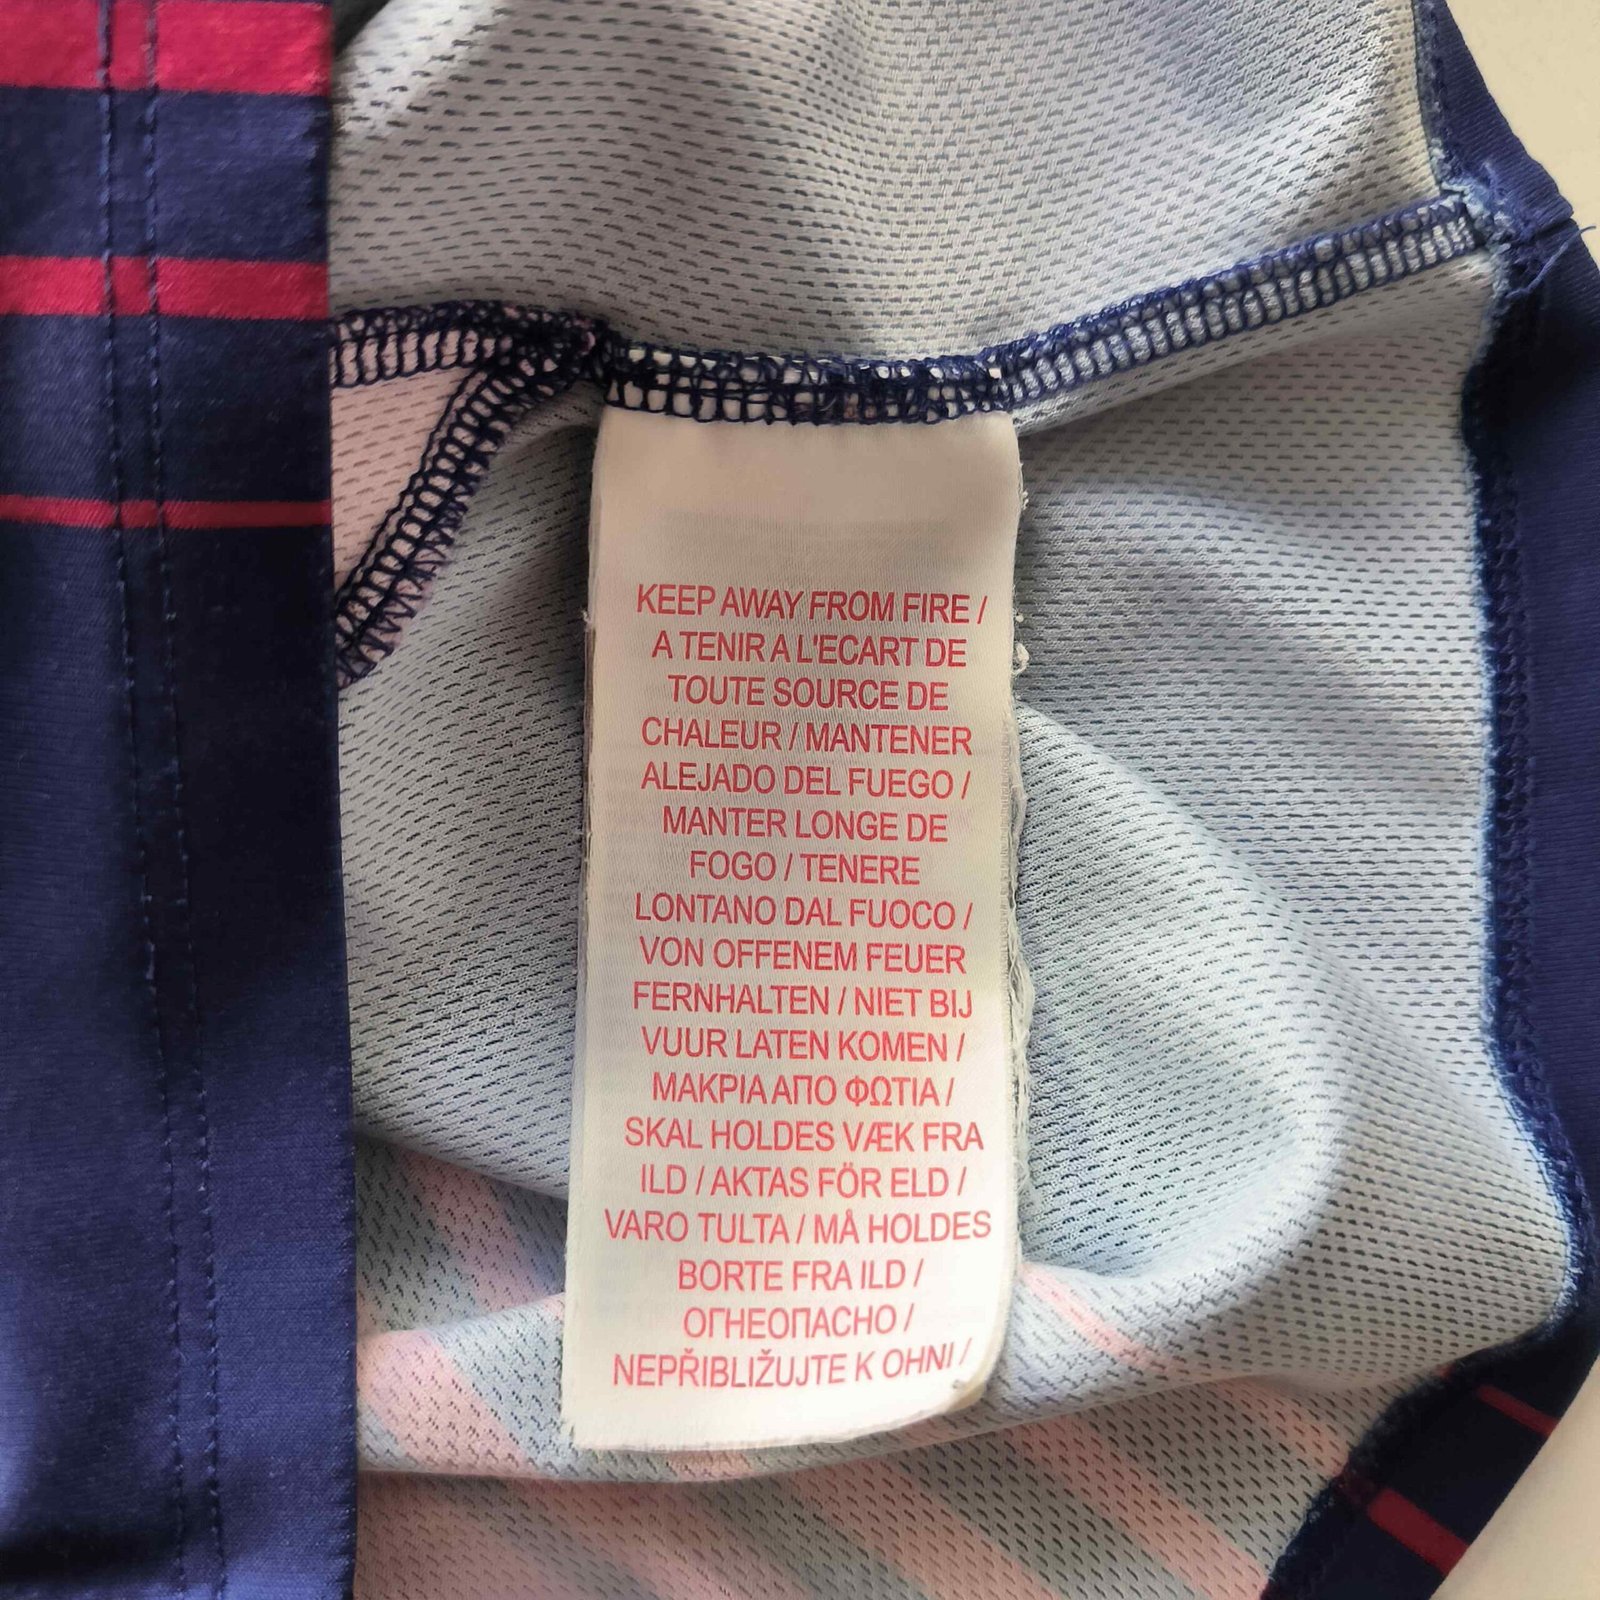 KEEP AWAY FROM FIRE /
A TENIR A L'ECART DE
TOUTE SOURCE DE
CHALEUR / MANTENER
ALEJADO DEL FUEGO /
MANTER LONGE DE
FOGO / TENERE
LONTANO DAL FUOCO /
VON OFFENEM FEUER
FERNHALTEN / NIET BIJ
VUUR LATEN KOMEN /
ΜΑΚΡΙΑ ΑΠΟ ΦΩΤΙΑ /
SKAL HOLDES VÆK FRA
ILD / AKTAS FÖR ELD /
VARO TULTA / MÅ HOLDES
BORTE FRA ILD /
ОГНЕОПАСНО /
NEPŘIBLIŽUJTE K OHNI /